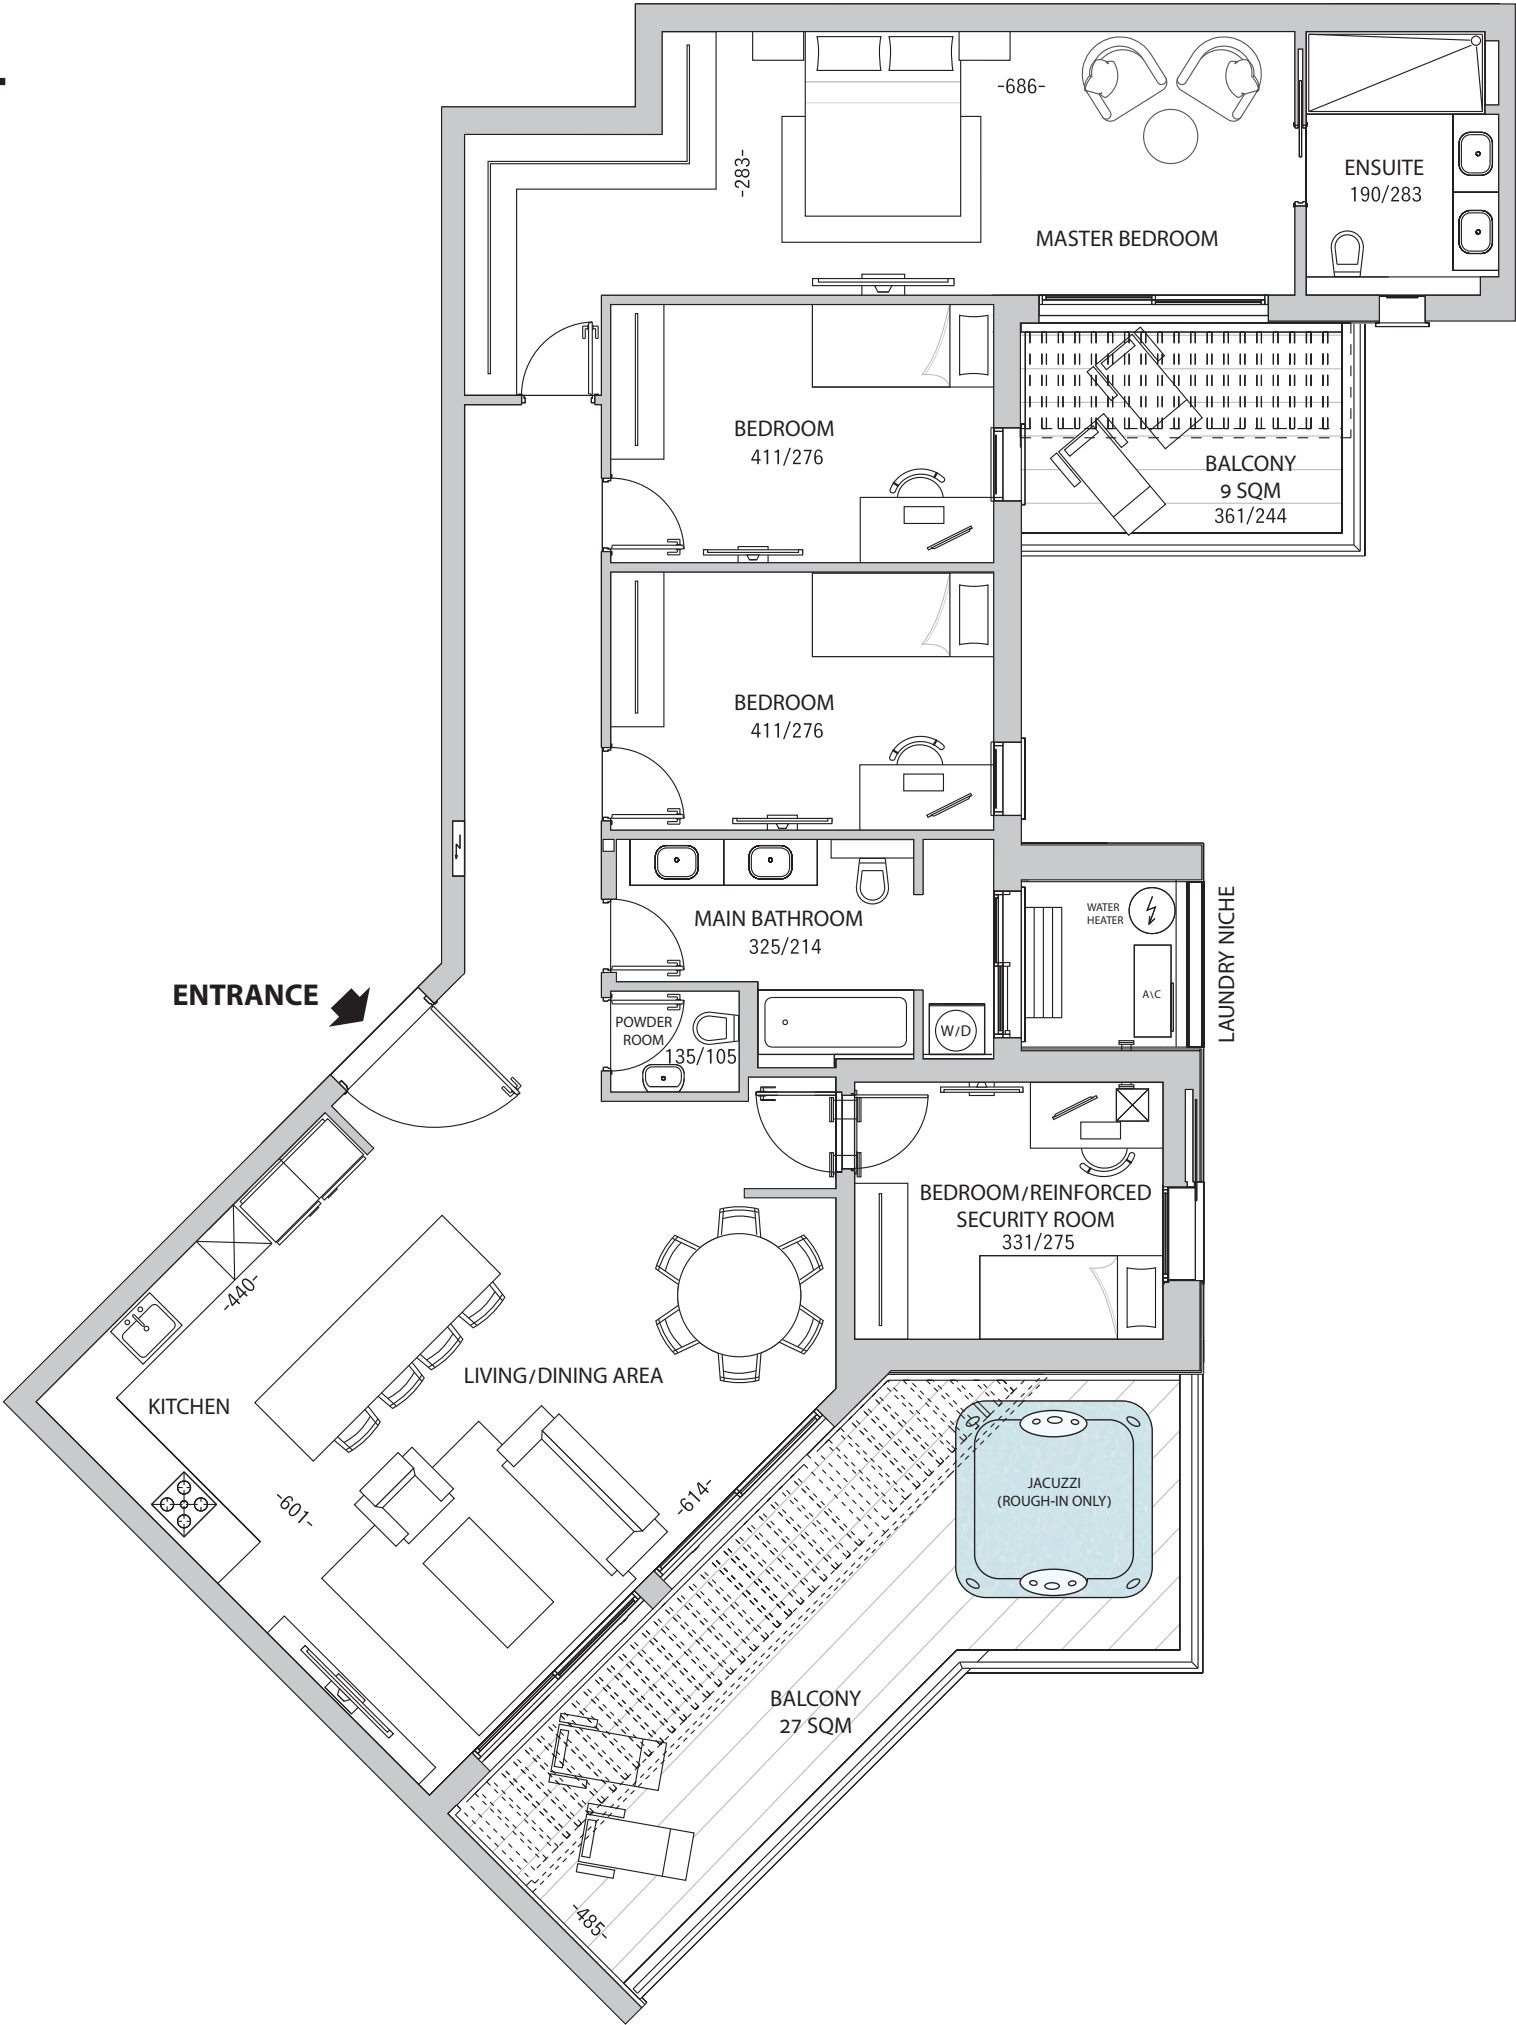 -686-
-283-
ENSUITE
190/283
MASTER BEDROOM
BEDROOM
411/276
BALCONY
9 SQM
361/244
BEDROOM
411/276
MAIN BATHROOM
325/214
WATER
HEATER
A\C
LAUNDRY NICHE
ENTRANCE
POWDER
ROOM
135/105
W/D
BEDROOM/REINFORCED
SECURITY ROOM
331/275
-440-
LIVING/DINING AREA
KITCHEN
-601-
-614-
JACUZZI
(ROUGH-IN ONLY)
BALCONY
27 SQM
-485-